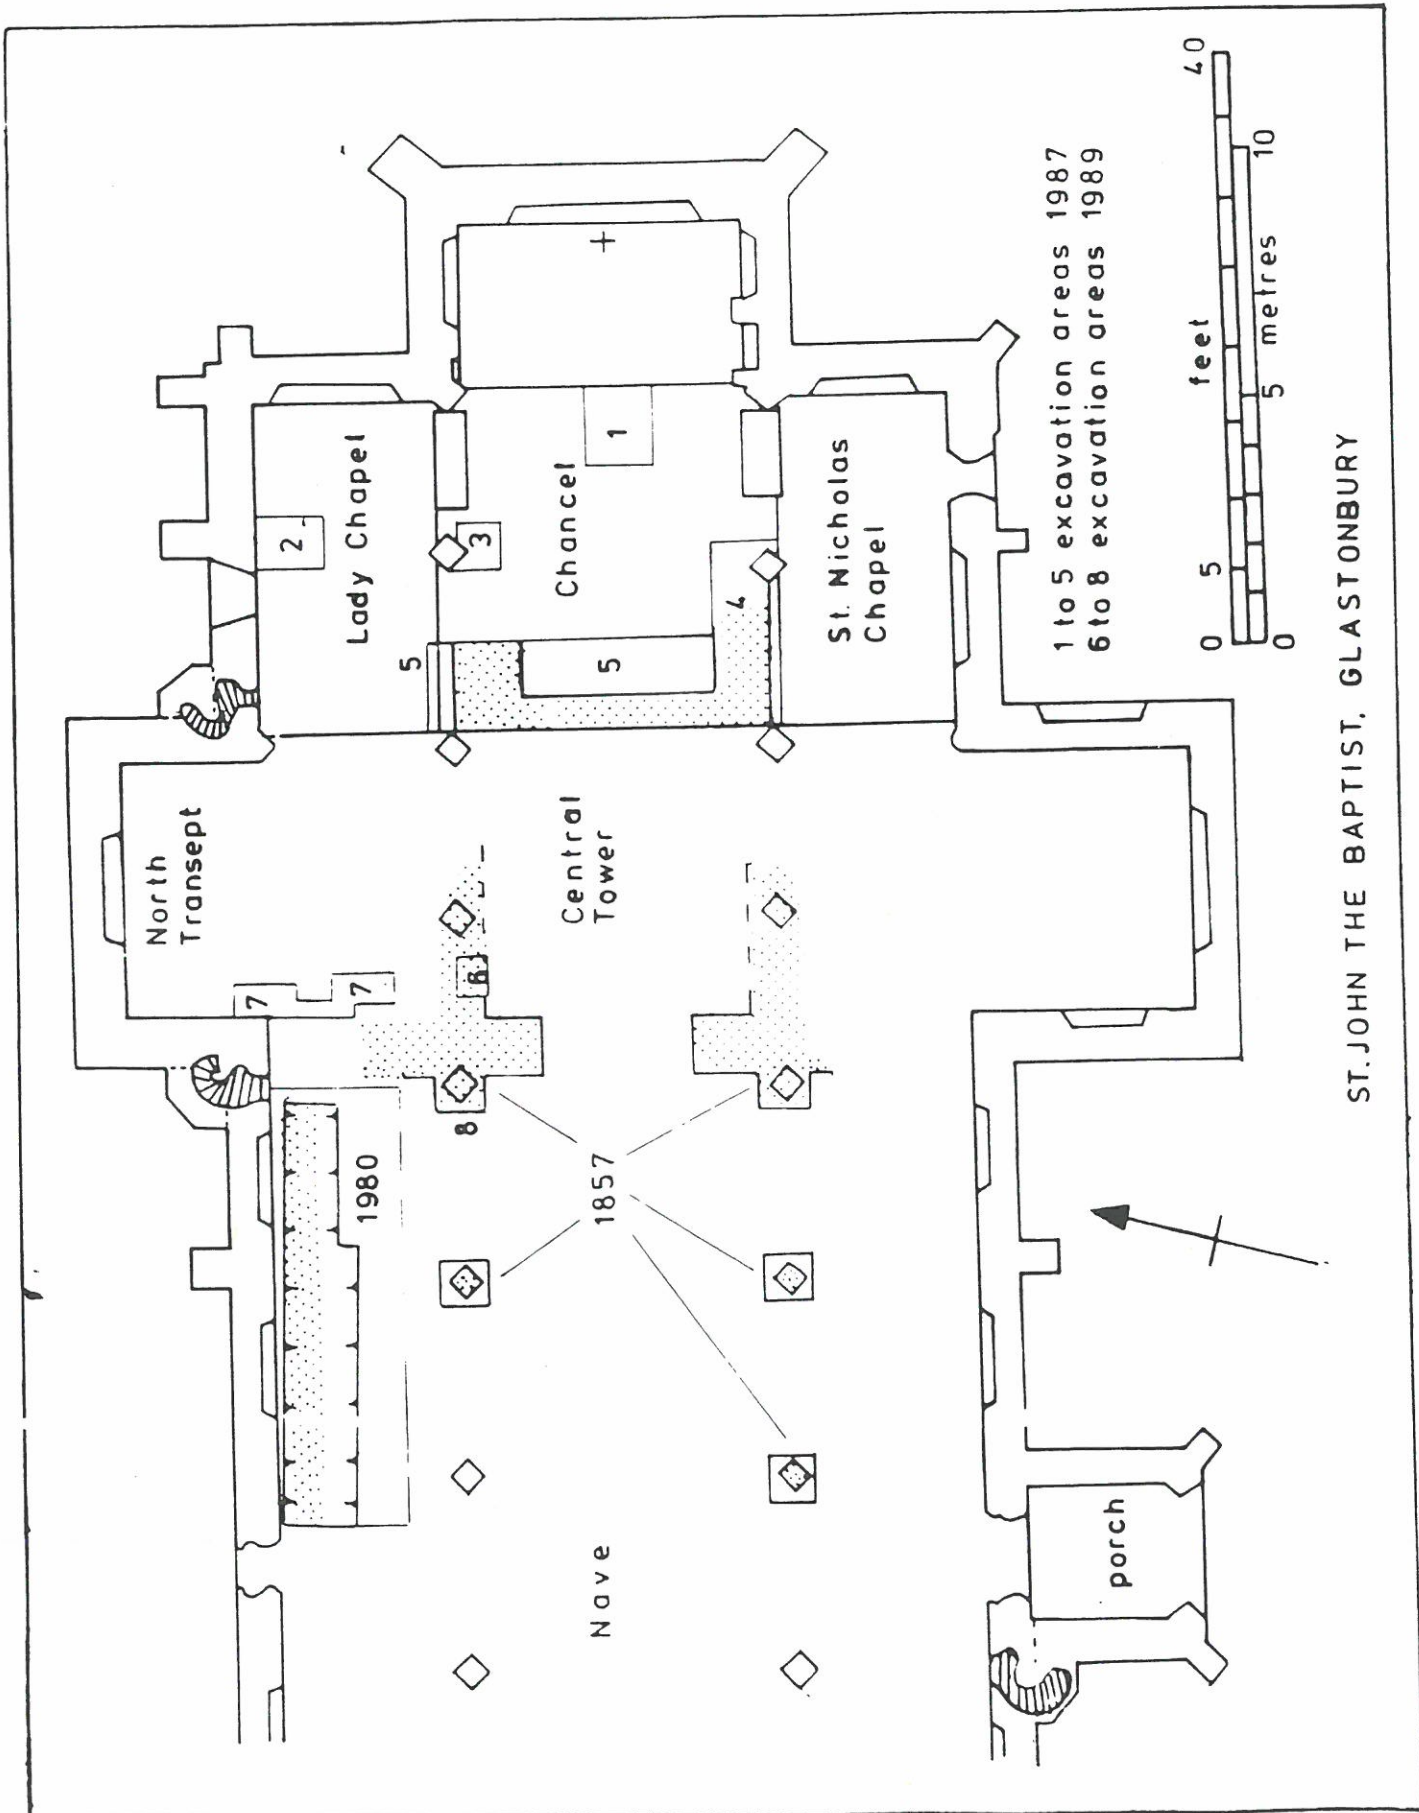 North
Transept
7
7
2
Lady Chapel
5
3
Chancel
1
4
5
St. Nicholas
Chapel
Central
Tower
6
8
1980
1857
Nave
porch
1 to 5 excavation areas 1987
6 to 8 excavation areas 1989
feet
0 5 40
0 5 metres 10
ST. JOHN THE BAPTIST, GLASTONBURY